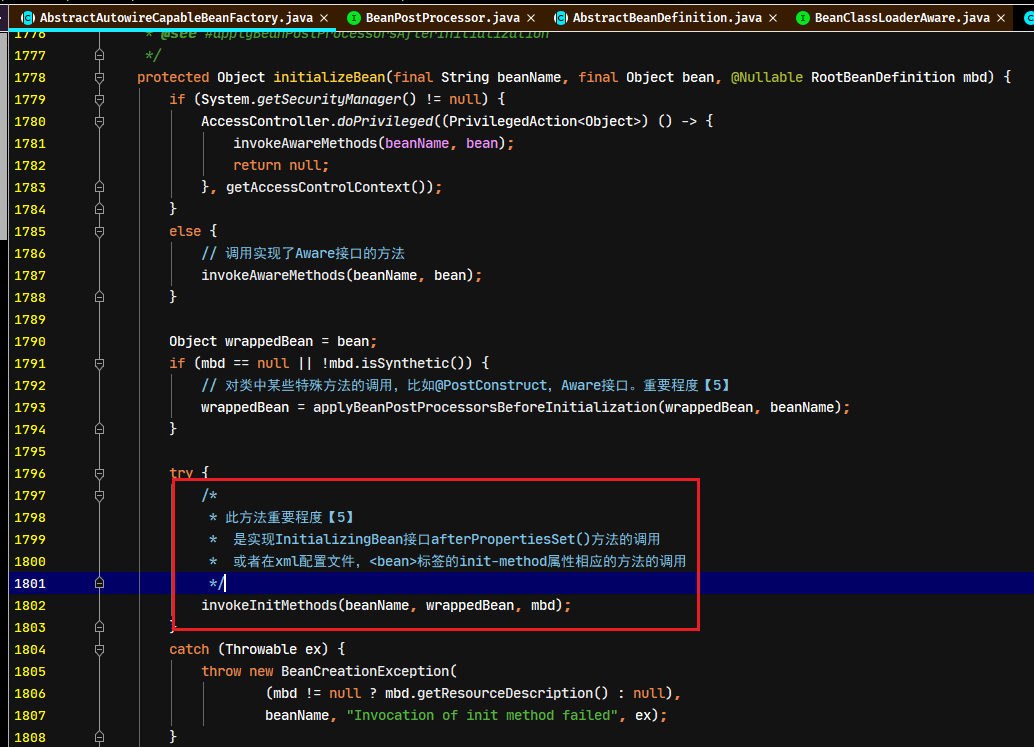 AbstractAutowireCapableBeanFactory.java × BeanPostProcessor.java × AbstractBeanDefinition.java × BeanClassLoaderAware.java ×
1776 * @see #applyBeanPostProcessorsAfterInitialization
1777 */
1778 protected Object initializeBean(final String beanName, final Object bean, @Nullable RootBeanDefinition mbd) {
1779 if (System.getSecurityManager() != null) {
1780 AccessController.doPrivileged((PrivilegedAction<Object>) () -> {
1781 invokeAwareMethods(beanName, bean);
1782 return null;
1783 }, getAccessControlContext());
1784 }
1785 else {
1786 // 调用实现了Aware接口的方法
1787 invokeAwareMethods(beanName, bean);
1788 }
1789
1790 Object wrappedBean = bean;
1791 if (mbd == null || !mbd.isSynthetic()) {
1792 // 对类中某些特殊方法的调用，比如@PostConstruct，Aware接口。重要程度【5】
1793 wrappedBean = applyBeanPostProcessorsBeforeInitialization(wrappedBean, beanName);
1794 }
1795
1796 try {
1797 /*
1798 * 此方法重要程度【5】
1799 * 是实现InitializingBean接口afterPropertiesSet()方法的调用
1800 * 或者在xml配置文件，<bean>标签的init-method属性相应的方法的调用
1801 */
1802 invokeInitMethods(beanName, wrappedBean, mbd);
1803 }
1804 catch (Throwable ex) {
1805 throw new BeanCreationException(
1806 (mbd != null ? mbd.getResourceDescription() : null),
1807 beanName, "Invocation of init method failed", ex);
1808 }